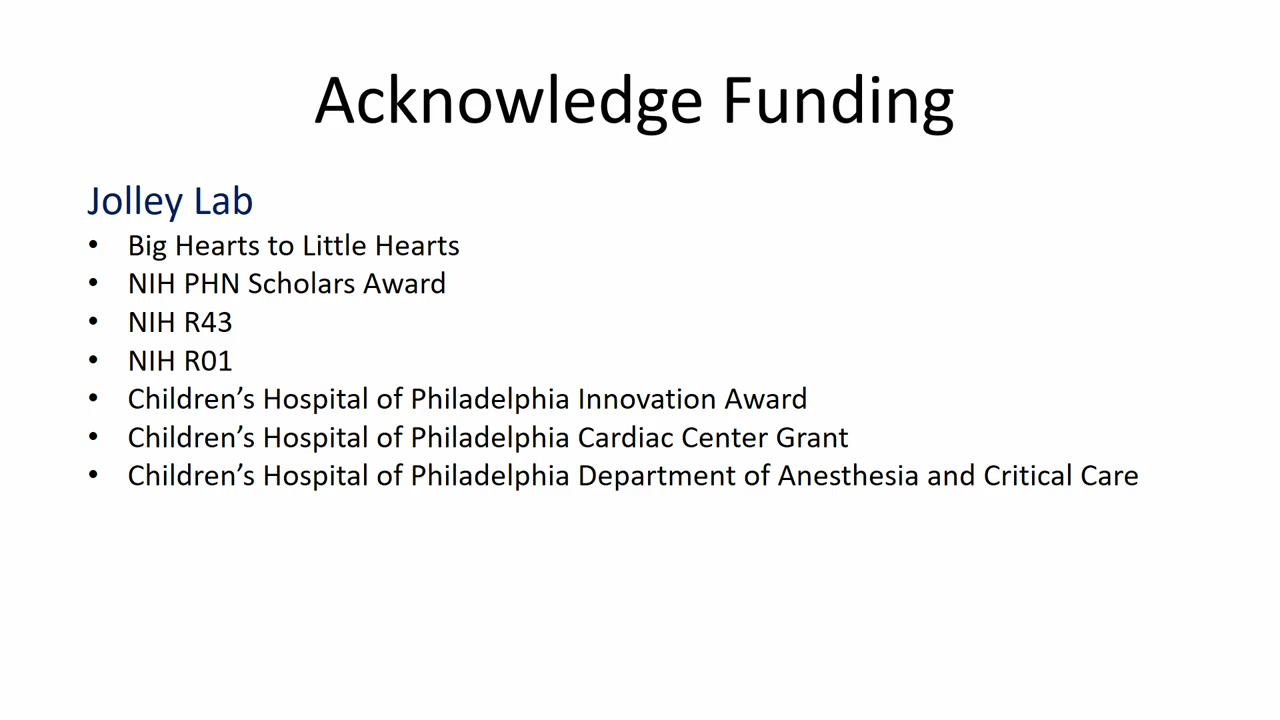 Acknowledge Funding
Jolley Lab
• Big Hearts to Little Hearts
• NIH PHN Scholars Award
• NIH R43
• NIH R01
• Children’s Hospital of Philadelphia Innovation Award
• Children’s Hospital of Philadelphia Cardiac Center Grant
• Children’s Hospital of Philadelphia Department of Anesthesia and Critical Care